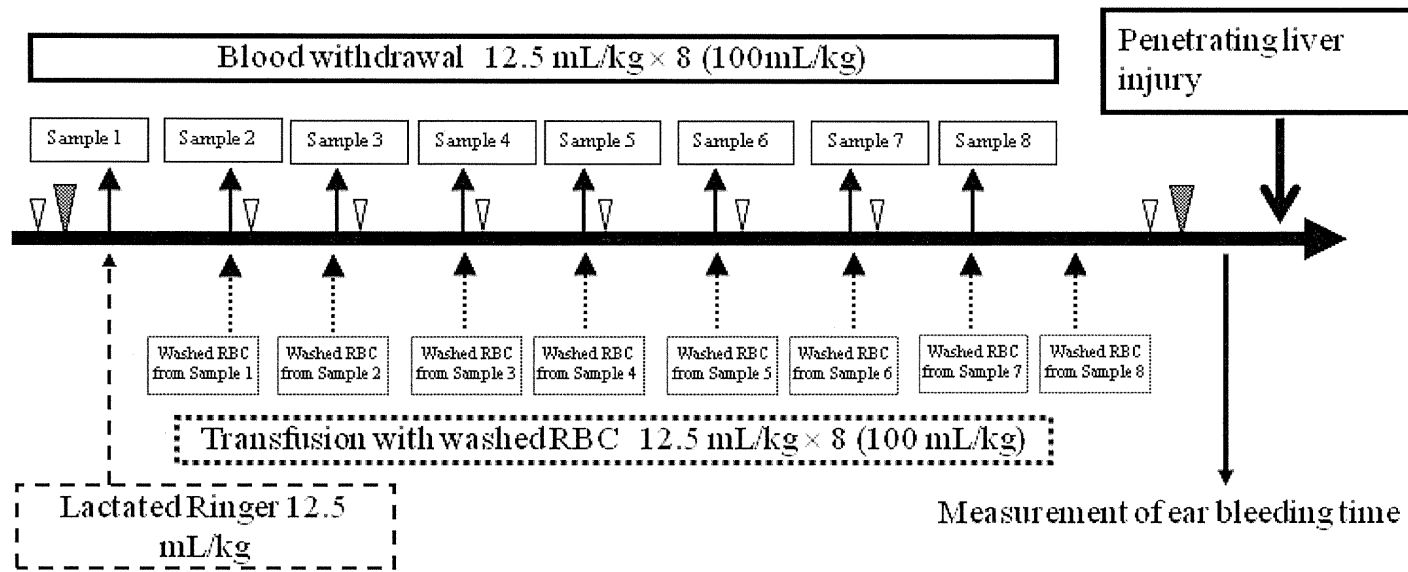 Blood withdrawal 12.5 mL/kg × 8 (100mL/kg)
Penetrating liver
injury
Sample 1
Sample 2
Sample 3
Sample 4
Sample 5
Sample 6
Sample 7
Sample 8
Washed RBC
from Sample 1
Washed RBC
from Sample 2
Washed RBC
from Sample 3
Washed RBC
from Sample 4
Washed RBC
from Sample 5
Washed RBC
from Sample 6
Washed RBC
from Sample 7
Washed RBC
from Sample 8
Transfusion with washed RBC 12.5 mL/kg × 8 (100 mL/kg)
Lactated Ringer 12.5
mL/kg
Measurement of ear bleeding time